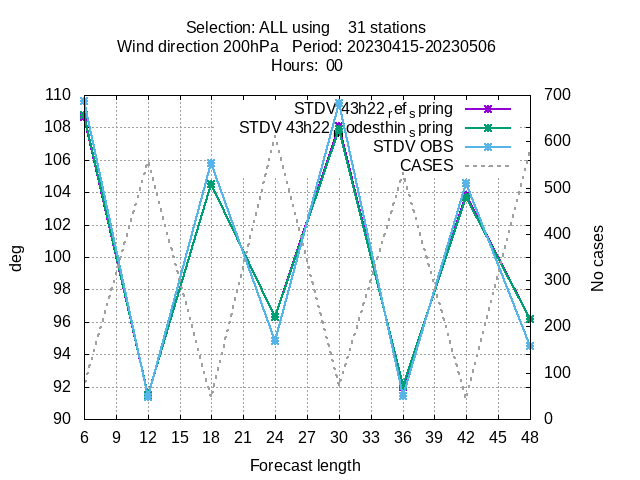 Selection: ALL using 31 stations
Wind direction 200hPa Period: 20230415-20230506
Hours: 00
STDV 43h22_ref_spring
STDV 43h22_nodesthin_spring
STDV OBS
CASES
110
108
106
104
102
100
98
96
94
92
90
deg
700
600
500
400
300
200
100
0
No cases
6 9 12 15 18 21 24 27 30 33 36 39 42 45 48
Forecast length